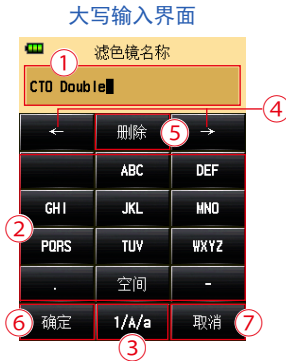 大写输入界面
滤色镜名称
①
CTO Double
④
← 删除 ⑤ →
ABC DEF
② GHI JKL MNO
PQRS TUV WXYZ
. 空间 -
⑥ 确定 1/A/a 取消 ⑦
③